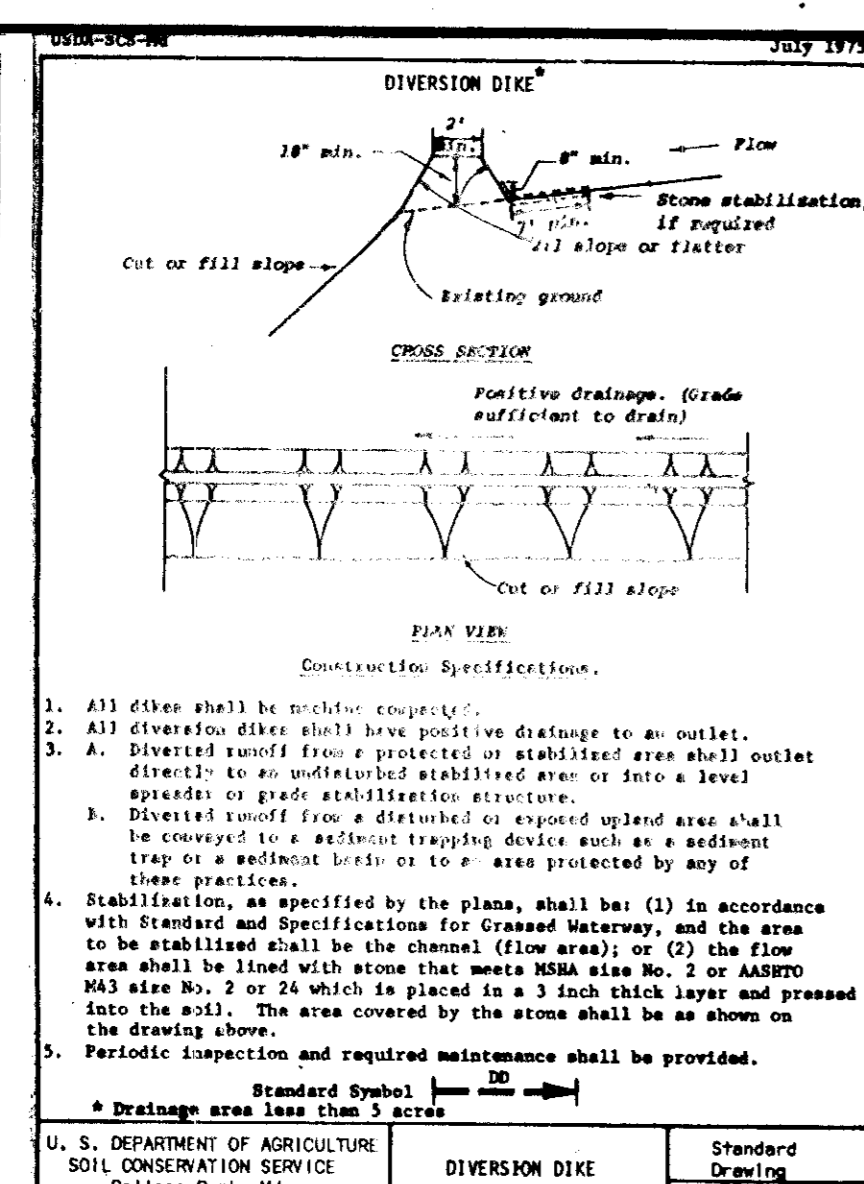 USDA-SCS-Md
July 1975
DIVERSION DIKE*
2'
min.
18" min.
8" min.
Flow
Stone stabilization,
if required
7' min.
2:1 slope or flatter
Cut or fill slope
Existing ground
CROSS SECTION
Positive drainage. (Grade
sufficient to drain)
Cut or fill slope
PLAN VIEW
Construction Specifications.
1. All dikes shall be machine compacted.
2. All diversion dikes shall have positive drainage to an outlet.
3. A. Diverted runoff from a protected or stabilized area shall outlet
directly to an undisturbed stabilized area or into a level
spreader or grade stabilization structure.
B. Diverted runoff from a disturbed or exposed upland area shall
be conveyed to a sediment trapping device such as a sediment
trap or a sediment basin or to an area protected by any of
these practices.
4. Stabilization, as specified by the plans, shall be: (1) in accordance
with Standard and Specifications for Grassed Waterway, and the area
to be stabilized shall be the channel (flow area); or (2) the flow
area shall be lined with stone that meets MSHA size No. 2 or AASHTO
M43 size No. 2 or 24 which is placed in a 3 inch thick layer and pressed
into the soil. The area covered by the stone shall be as shown on
the drawing above.
5. Periodic inspection and required maintenance shall be provided.
Standard Symbol DD
* Drainage area less than 5 acres
U. S. DEPARTMENT OF AGRICULTURE
SOIL CONSERVATION SERVICE
DIVERSION DIKE
Standard
Drawing